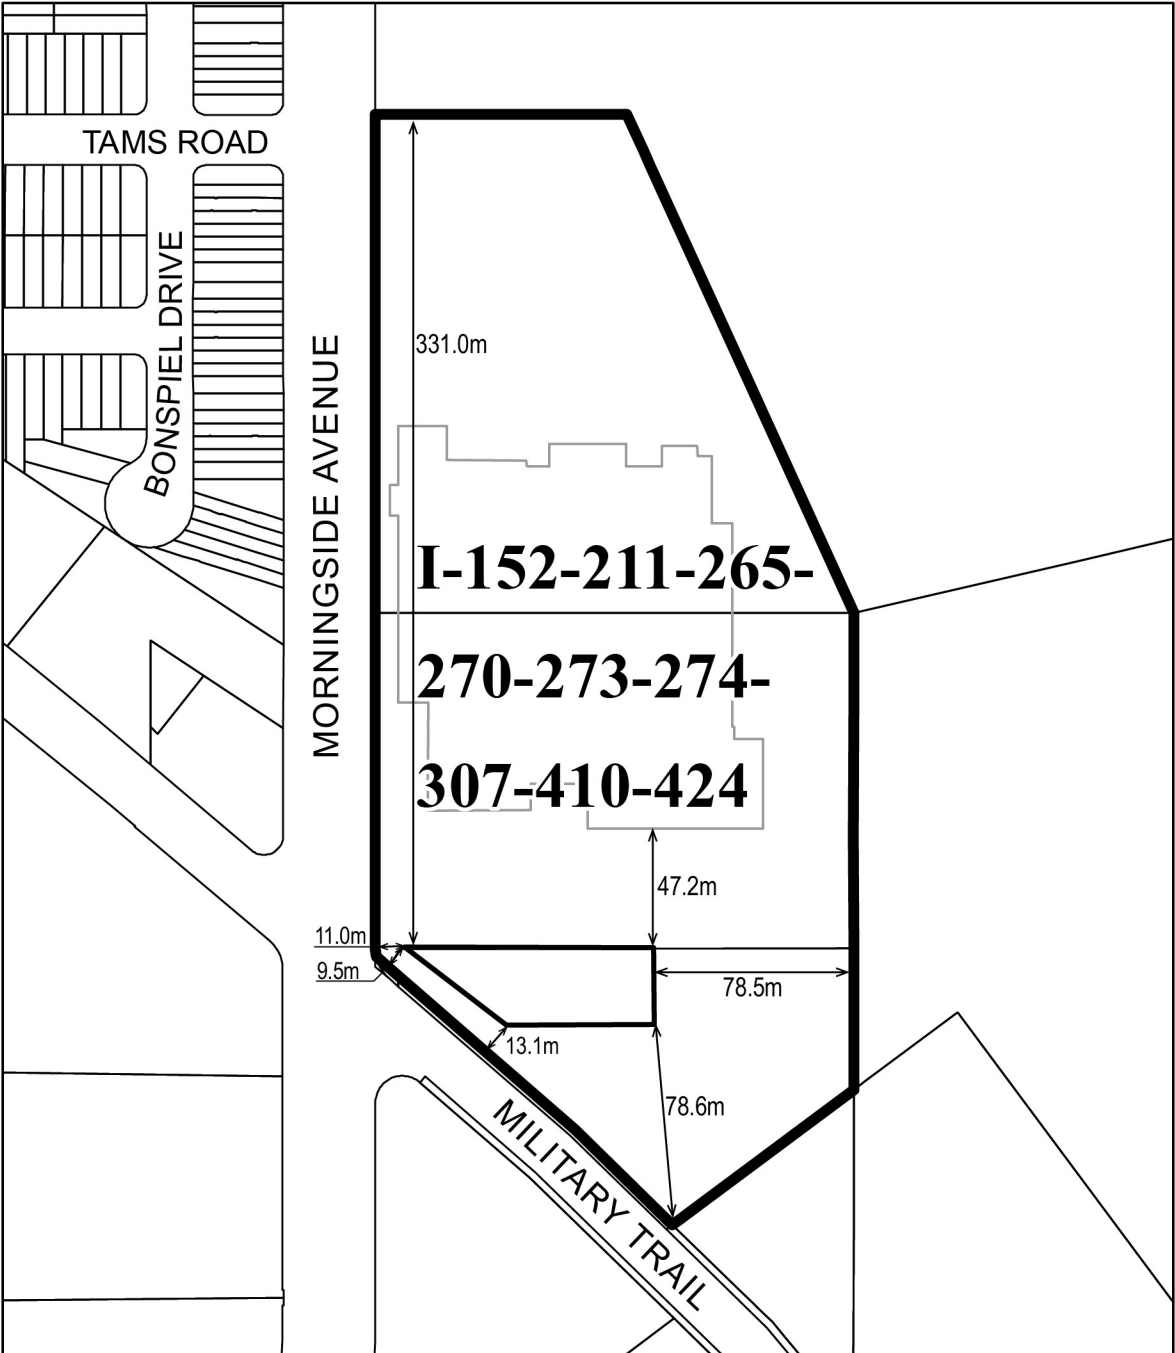 TAMS ROAD
BONSPIEL DRIVE
MORNINGSIDE AVENUE
331.0m
I-152-211-265-
270-273-274-
307-410-424
47.2m
11.0m
9.5m
78.5m
13.1m
78.6m
MILITARY TRAIL